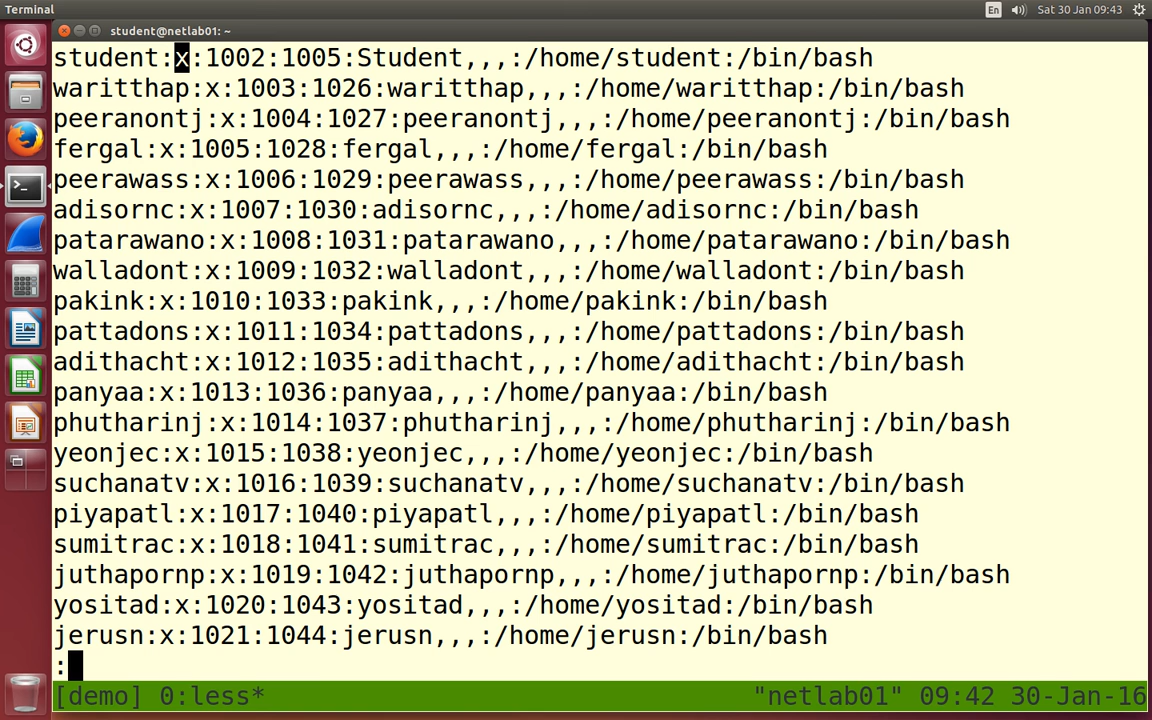 Terminal
En
Sat 30 Jan 09:43
student@netlab01: ~
student:x:1002:1005:Student,,,:/home/student:/bin/bash
waritthap:x:1003:1026:waritthap,,,:/home/waritthap:/bin/bash
peeranontj:x:1004:1027:peeranontj,,,:/home/peeranontj:/bin/bash
fergal:x:1005:1028:fergal,,,:/home/fergal:/bin/bash
peerawass:x:1006:1029:peerawass,,,:/home/peerawass:/bin/bash
adisornc:x:1007:1030:adisornc,,,:/home/adisornc:/bin/bash
patarawano:x:1008:1031:patarawano,,,:/home/patarawano:/bin/bash
walladont:x:1009:1032:walladont,,,:/home/walladont:/bin/bash
pakink:x:1010:1033:pakink,,,:/home/pakink:/bin/bash
pattadons:x:1011:1034:pattadons,,,:/home/pattadons:/bin/bash
adithacht:x:1012:1035:adithacht,,,:/home/adithacht:/bin/bash
panyaa:x:1013:1036:panyaa,,,:/home/panyaa:/bin/bash
phutharinj:x:1014:1037:phutharinj,,,:/home/phutharinj:/bin/bash
yeonjec:x:1015:1038:yeonjec,,,:/home/yeonjec:/bin/bash
suchanatv:x:1016:1039:suchanatv,,,:/home/suchanatv:/bin/bash
piyapatl:x:1017:1040:piyapatl,,,:/home/piyapatl:/bin/bash
sumitrac:x:1018:1041:sumitrac,,,:/home/sumitrac:/bin/bash
juthapornp:x:1019:1042:juthapornp,,,:/home/juthapornp:/bin/bash
yositad:x:1020:1043:yositad,,,:/home/yositad:/bin/bash
jerusn:x:1021:1044:jerusn,,,:/home/jerusn:/bin/bash
:
[demo] 0:less* "netlab01" 09:42 30-Jan-16